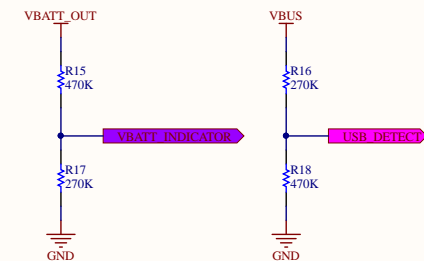 VBATT_OUT
VBUS
R15
470K
R16
270K
VBATT_INDICATOR
USB_DETECT
R17
270K
R18
470K
GND
GND